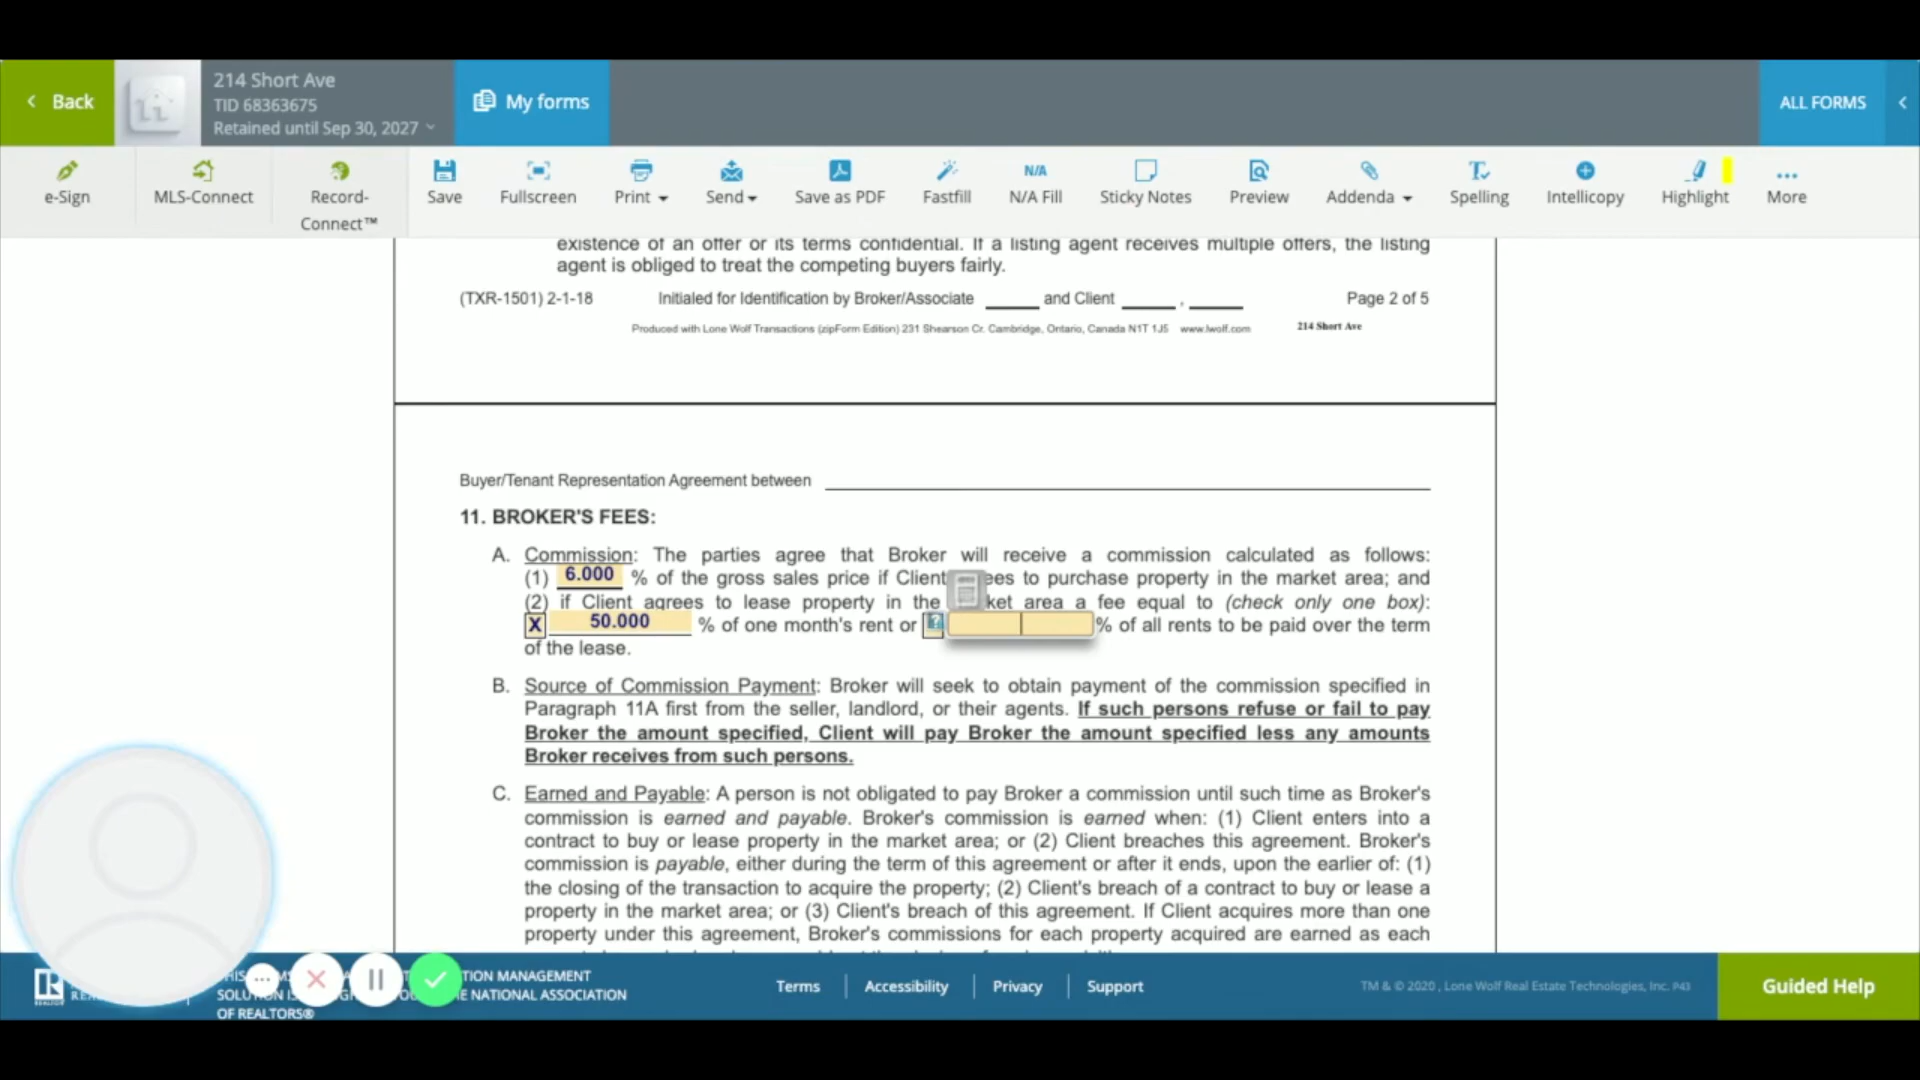 Back
214 Short Ave
TID 68363675
Retained until Sep 30, 2027
My forms
ALL FORMS
e-Sign
MLS-Connect
Record-
Connect™
Save
Fullscreen
Print
Send
Save as PDF
Fastfill
N/A
N/A Fill
Sticky Notes
Preview
Addenda
Spelling
Intellicopy
Highlight
More
existence of an offer or its terms confidential. If a listing agent receives multiple offers, the listing
agent is obliged to treat the competing buyers fairly.
(TXR-1501) 2-1-18 Initialed for Identification by Broker/Associate _____ and Client _____ , _____ Page 2 of 5
Produced with Lone Wolf Transactions (zipForm Edition) 231 Shearson Cr. Cambridge, Ontario, Canada N1T 1J5 www.lwolf.com 214 Short Ave
Buyer/Tenant Representation Agreement between
11. BROKER'S FEES:
A. Commission: The parties agree that Broker will receive a commission calculated as follows:
(1) 6.000 % of the gross sales price if Client ees to purchase property in the market area; and
(2) if Client agrees to lease property in the ket area a fee equal to (check only one box):
X 50.000 % of one month's rent or % of all rents to be paid over the term
of the lease.
B. Source of Commission Payment: Broker will seek to obtain payment of the commission specified in
Paragraph 11A first from the seller, landlord, or their agents. If such persons refuse or fail to pay
Broker the amount specified, Client will pay Broker the amount specified less any amounts
Broker receives from such persons.
C. Earned and Payable: A person is not obligated to pay Broker a commission until such time as Broker's
commission is earned and payable. Broker's commission is earned when: (1) Client enters into a
contract to buy or lease property in the market area; or (2) Client breaches this agreement. Broker's
commission is payable, either during the term of this agreement or after it ends, upon the earlier of: (1)
the closing of the transaction to acquire the property; (2) Client's breach of a contract to buy or lease a
property in the market area; or (3) Client's breach of this agreement. If Client acquires more than one
property under this agreement, Broker's commissions for each property acquired are earned as each
TION MANAGEMENT
E NATIONAL ASSOCIATION
OF REALTORS®
Terms
Accessibility
Privacy
Support
TM & © 2020 , Lone Wolf Real Estate Technologies, Inc. P43
Guided Help